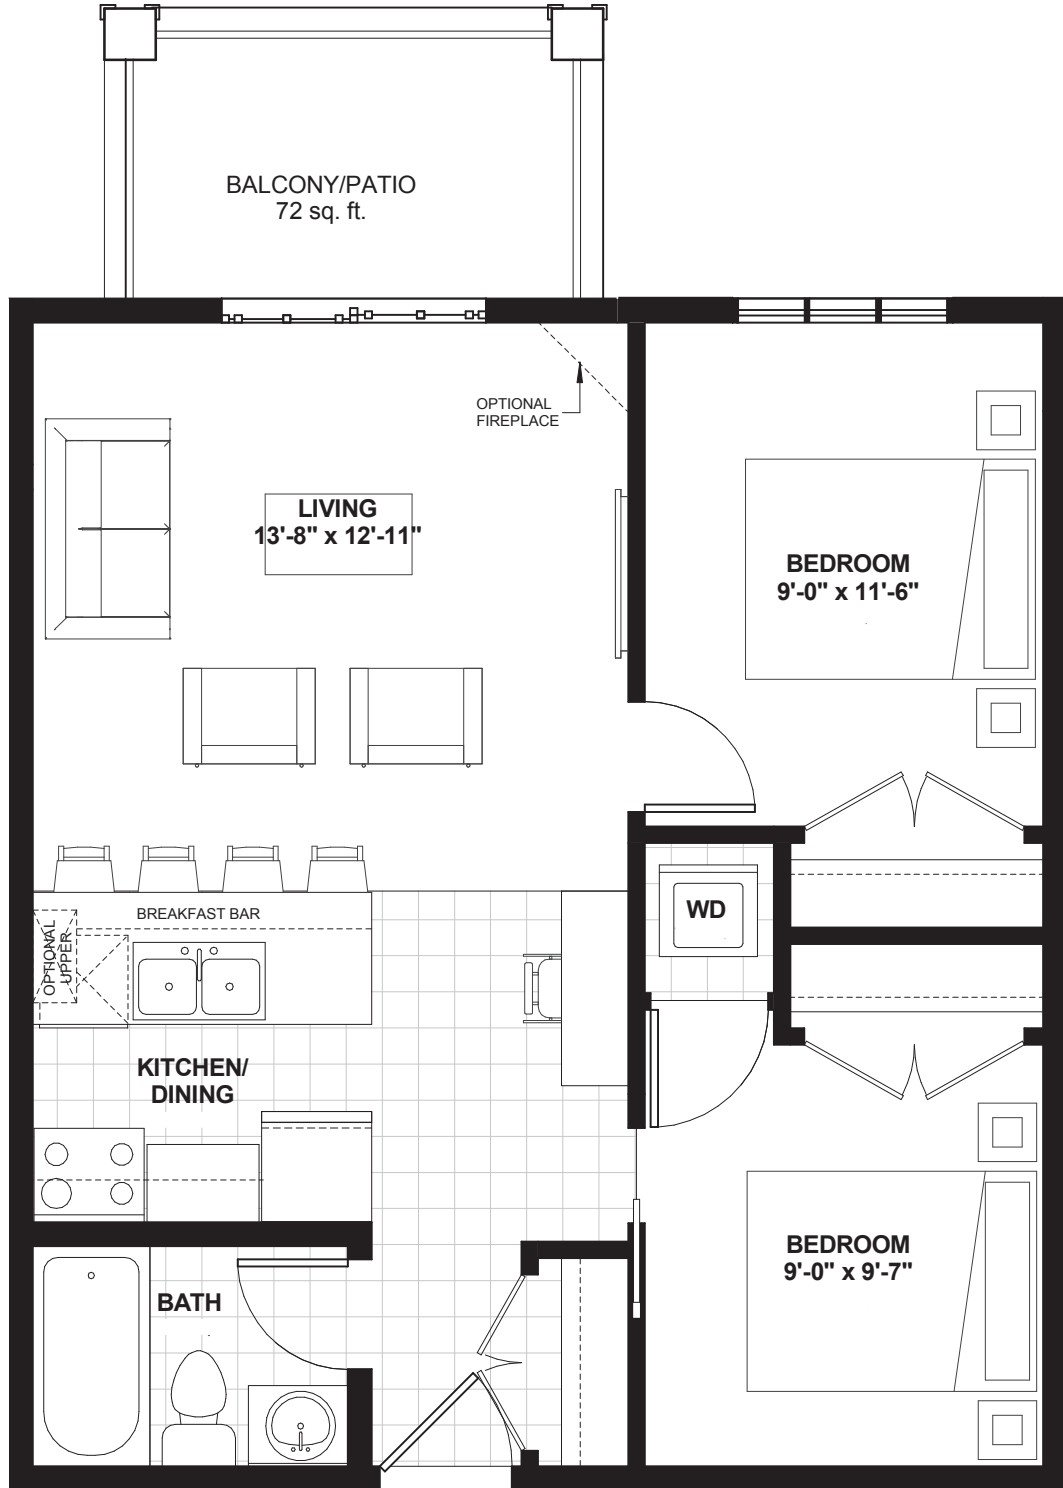 BALCONY/PATIO
72 sq. ft.
OPTIONAL
FIREPLACE
LIVING
13'-8" x 12'-11"
BEDROOM
9'-0" x 11'-6"
WD
BREAKFAST BAR
OPTIONAL
UPPER
KITCHEN/
DINING
BEDROOM
9'-0" x 9'-7"
BATH